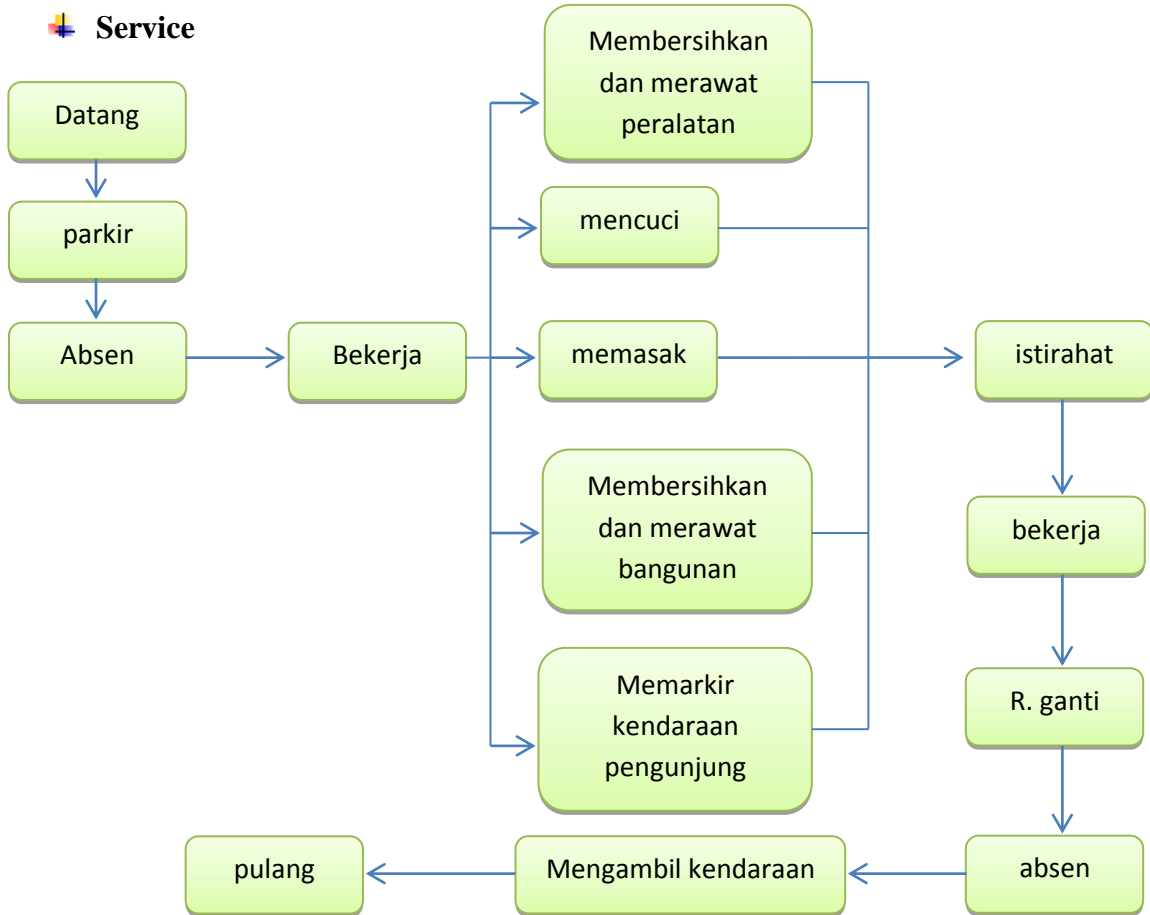 Service
Datang
parkir
Absen
Bekerja
Membersihkan
dan merawat
peralatan
mencuci
memasak
Membersihkan
dan merawat
bangunan
Memarkir
kendaraan
pengunjung
istirahat
bekerja
R. ganti
absen
Mengambil kendaraan
pulang